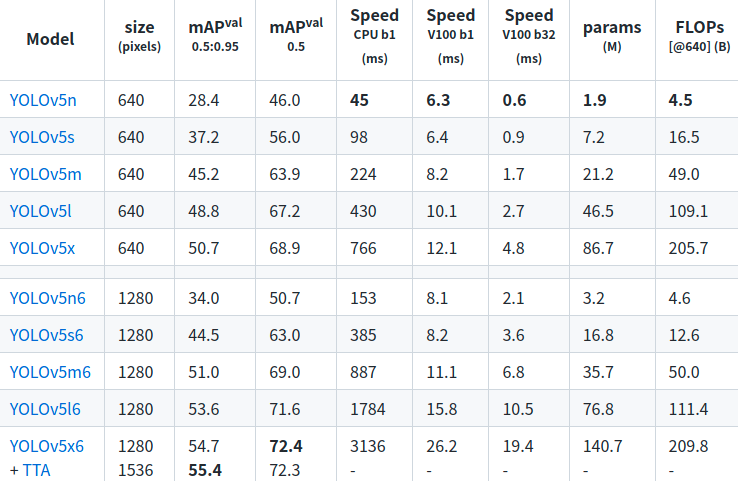 Model size (pixels) mAPval 0.5:0.95 mAPval 0.5 Speed CPU b1 (ms) Speed V100 b1 (ms) Speed V100 b32 (ms) params (M) FLOPs [@640] (B)
YOLOv5n 640 28.4 46.0 45 6.3 0.6 1.9 4.5
YOLOv5s 640 37.2 56.0 98 6.4 0.9 7.2 16.5
YOLOv5m 640 45.2 63.9 224 8.2 1.7 21.2 49.0
YOLOv5l 640 48.8 67.2 430 10.1 2.7 46.5 109.1
YOLOv5x 640 50.7 68.9 766 12.1 4.8 86.7 205.7
YOLOv5n6 1280 34.0 50.7 153 8.1 2.1 3.2 4.6
YOLOv5s6 1280 44.5 63.0 385 8.2 3.6 16.8 12.6
YOLOv5m6 1280 51.0 69.0 887 11.1 6.8 35.7 50.0
YOLOv5l6 1280 53.6 71.6 1784 15.8 10.5 76.8 111.4
YOLOv5x6 1280 54.7 72.4 3136 26.2 19.4 140.7 209.8
+ TTA 1536 55.4 72.3 - - - - -